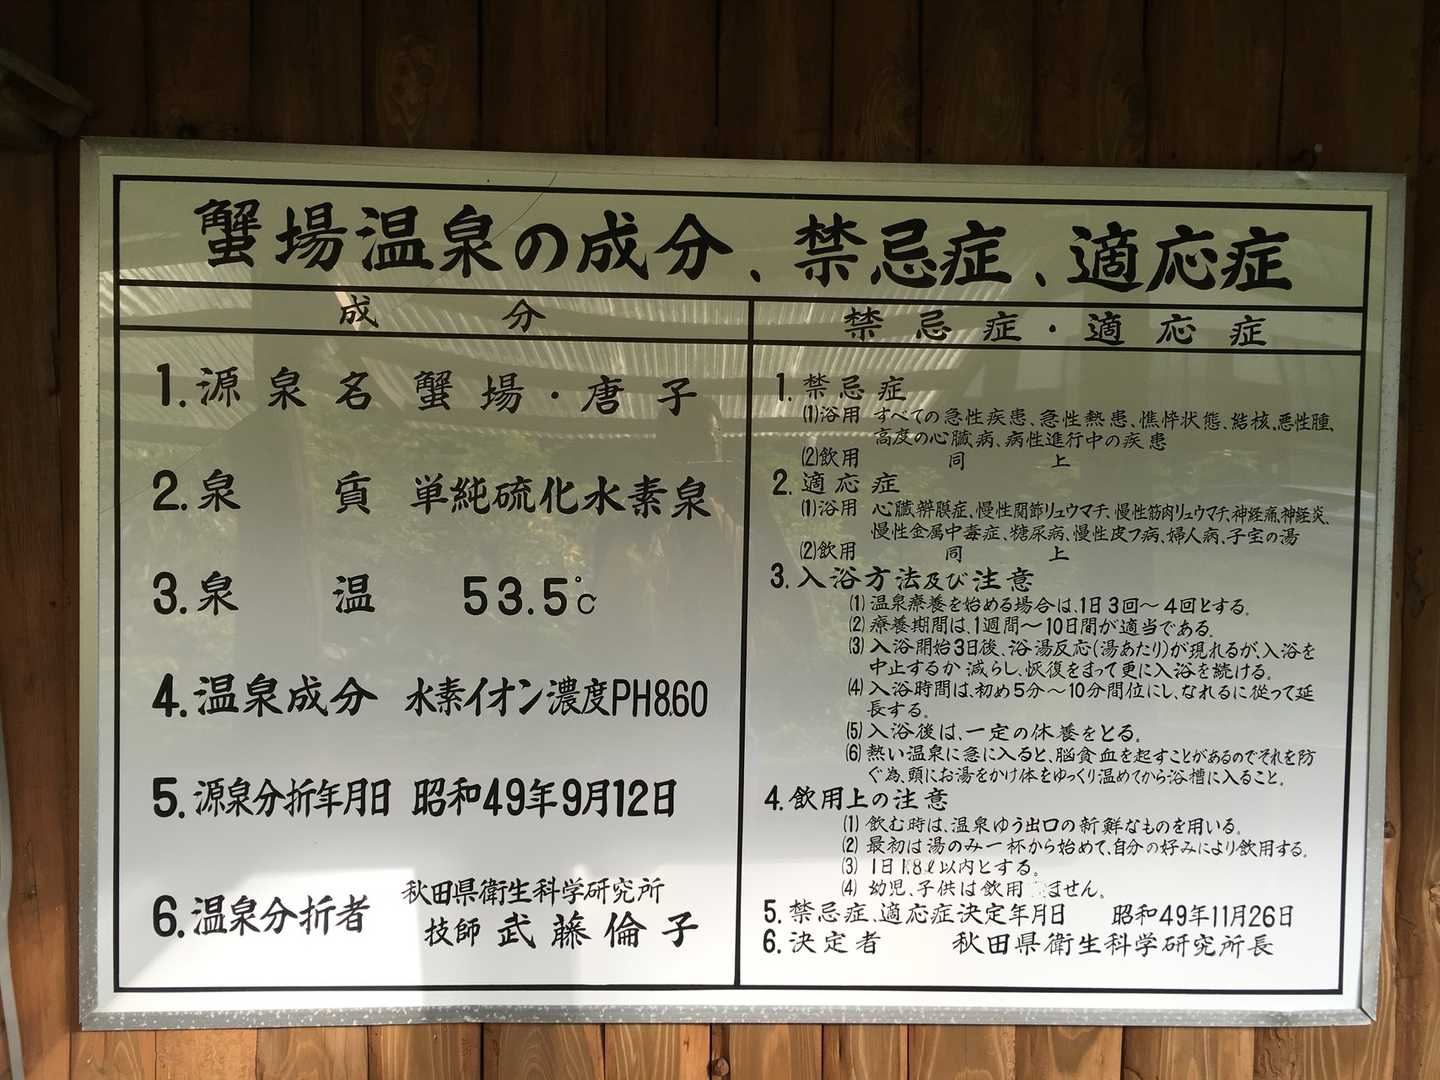 蟹場温泉の成分、禁忌症、適応症
成分
1.源泉名 蟹場・唐子
2.泉質 単純硫化水素泉
3.泉温 53.5℃
4.温泉成分 水素イオン濃度PH8.60
5.源泉分折年月日 昭和49年9月12日
6.温泉分折者 秋田県衛生科学研究所
技師 武藤倫子
禁忌症・適応症
1.禁忌症
(1)浴用 すべての急性疾患、急性熱患、憔悴状態、結核、悪性腫、
高度の心臓病、病性進行中の疾患
(2)飲用 同上
2.適応症
(1)浴用 心臓辨膜症、慢性関節リュウマチ、慢性筋肉リュウマチ、神経痛、神経炎、
慢性金属中毒症、糖尿病、慢性皮フ病、婦人病、子宝の湯
(2)飲用 同上
3.入浴方法及び注意
(1)温泉療養を始める場合は、1日3回〜4回とする。
(2)療養期間は、1週間〜10日間が適当である。
(3)入浴開始3日後、浴湯反応(湯あたり)が現れるが、入浴を
中止するか減らし、恢復をまって更に入浴を続ける。
(4)入浴時間は、初め5分〜10分間位にし、なれるに従って延
長する。
(5)入浴後は、一定の休養をとる。
(6)熱い温泉に急に入ると、脳貧血を起すことがあるのでそれを防
ぐ為、頭にお湯をかけ体をゆっくり温めてから浴槽に入ること。
4.飲用上の注意
(1)飲む時は、温泉ゆう出口の新鮮なものを用いる。
(2)最初は湯のみ一杯から始めて、自分の好みにより飲用する。
(3)1日1.8ℓ以内とする。
(4)幼児、子供は飲用ません。
5.禁忌症、適応症決定年月日 昭和49年11月26日
6.決定者 秋田県衛生科学研究所長